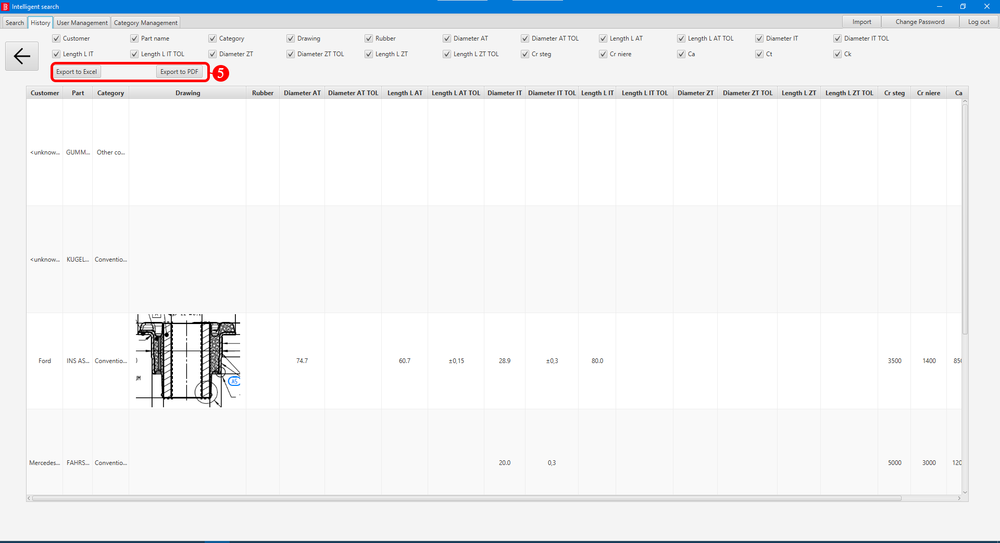 Intelligent search
Search History User Management Category Management Import Change Password Log out
Customer Part name Category Drawing Rubber Diameter AT Diameter AT TOL Length L AT Length L AT TOL Diameter IT Diameter IT TOL
Length L IT Length L IT TOL Diameter ZT Diameter ZT TOL Length L ZT Length L ZT TOL Cr steg Cr niere Ca Ct Ck
Export to Excel Export to PDF 5
Customer Part Category Drawing Rubber Diameter AT Diameter AT TOL Length L AT Length L AT TOL Diameter IT Diameter IT TOL Length L IT Length L IT TOL Diameter ZT Diameter ZT TOL Length L ZT Length L ZT TOL Cr steg Cr niere Ca
<unknow... GUMM... Other co...
<unknow... KUGEL... Conventio...
Ford INS AS... Conventio... 74.7 60.7 ±0,15 28.9 ±0,3 80.0 3500 1400 850
A5
Mercedes... FAHRS... Conventio... 20.0 0,3 5000 3000 120